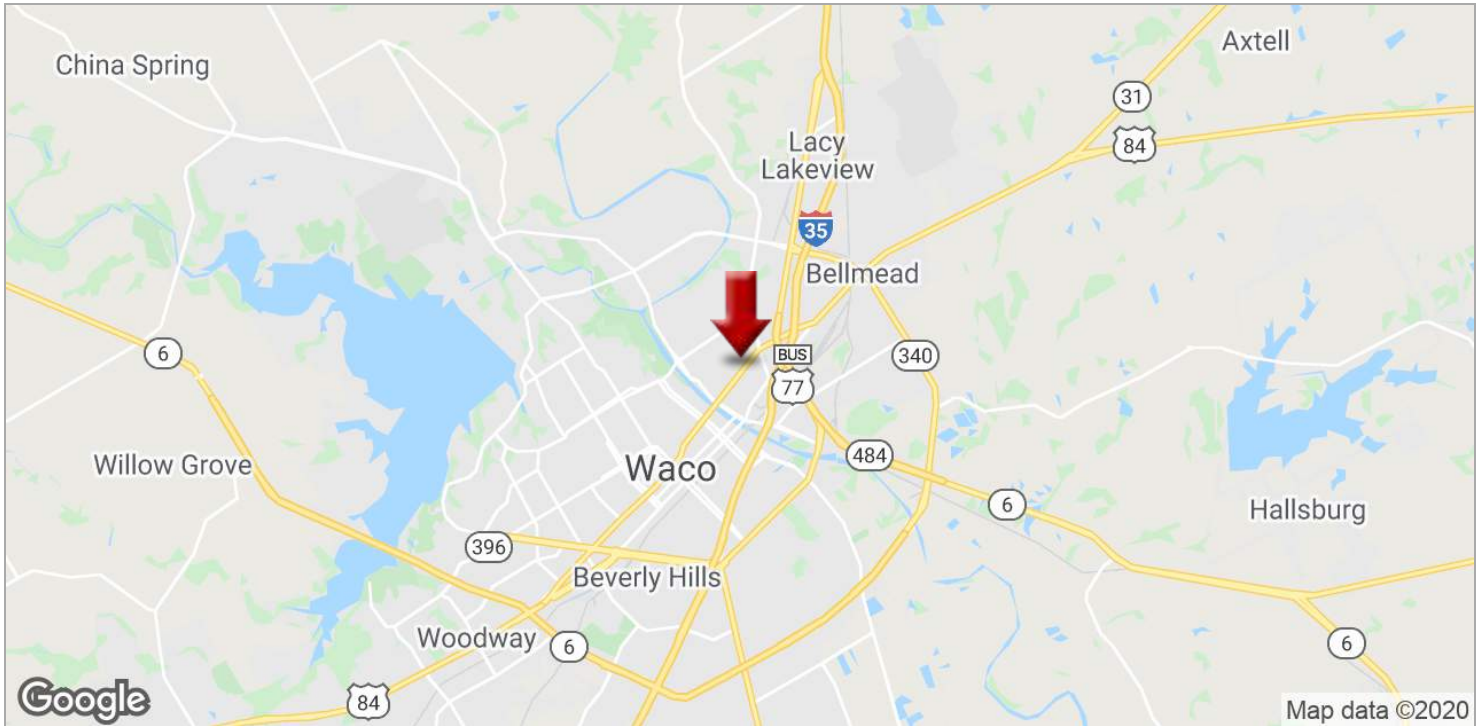 Axtell
China Spring
31
84
Lacy
Lakeview
35
Bellmead
6
BUS
77
340
Willow Grove
Waco
484
6
Hallsburg
396
Beverly Hills
Woodway
6
6
84
Google
Map data ©2020